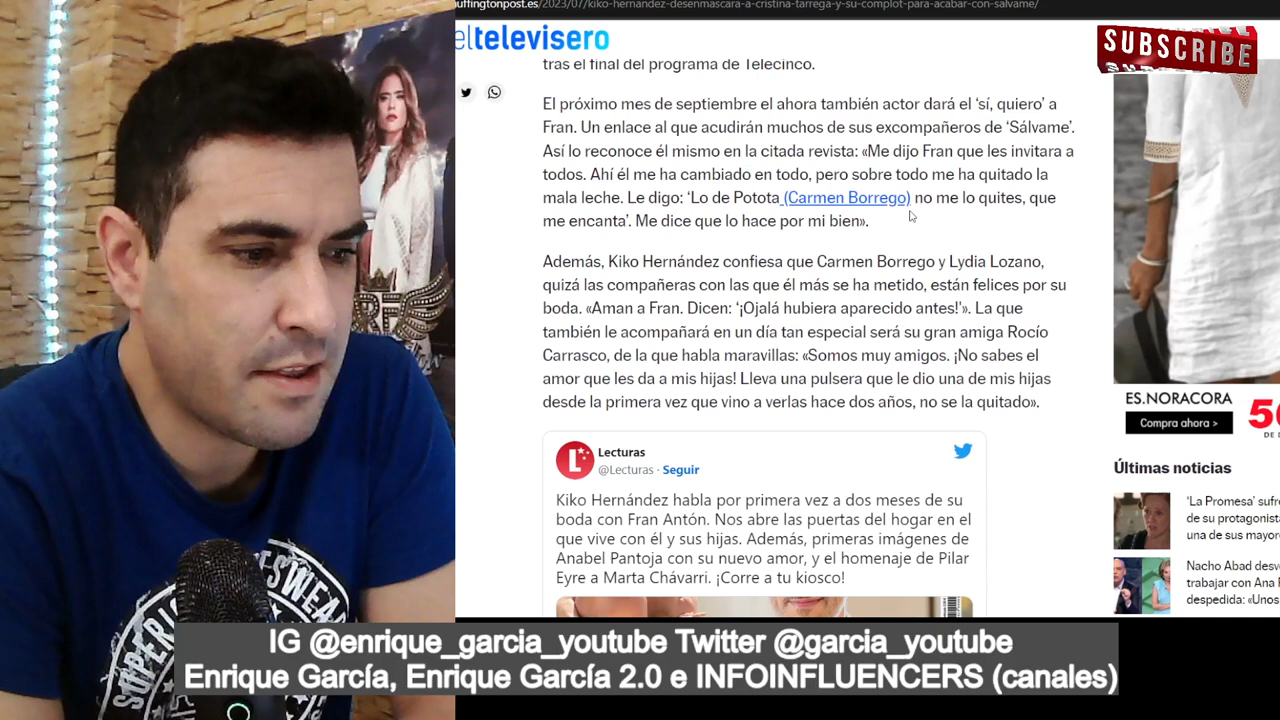 huffingtonpost.es/2023/07/kiko-hernandez-desenmascara-a-cristina-tarrega-y-su-complot-para-acabar-con-salvame/
eltelevisero
SUBSCRIBE
tras el final del programa de Telecinco.
El próximo mes de septiembre el ahora también actor dará el ‘sí, quiero’ a
Fran. Un enlace al que acudirán muchos de sus excompañeros de ‘Sálvame’.
Así lo reconoce él mismo en la citada revista: «Me dijo Fran que les invitara a
todos. Ahí él me ha cambiado en todo, pero sobre todo me ha quitado la
mala leche. Le digo: ‘Lo de Potota (Carmen Borrego) no me lo quites, que
me encanta’. Me dice que lo hace por mi bien».
Además, Kiko Hernández confiesa que Carmen Borrego y Lydia Lozano,
quizá las compañeras con las que él más se ha metido, están felices por su
boda. «Aman a Fran. Dicen: ‘¡Ojalá hubiera aparecido antes!'». La que
también le acompañará en un día tan especial será su gran amiga Rocío
Carrasco, de la que habla maravillas: «Somos muy amigos. ¡No sabes el
amor que les da a mis hijas! Lleva una pulsera que le dio una de mis hijas
desde la primera vez que vino a verlas hace dos años, no se la quitado».
Lecturas
@Lecturas · Seguir
Kiko Hernández habla por primera vez a dos meses de su
boda con Fran Antón. Nos abre las puertas del hogar en el
que vive con él y sus hijas. Además, primeras imágenes de
Anabel Pantoja con su nuevo amor, y el homenaje de Pilar
Eyre a Marta Chávarri. ¡Corre a tu kiosco!
ES.NORACORA
Compra ahora >
Últimas noticias
‘La Promesa’ sufre
de su protagonista
una de sus mayor
Nacho Abad desv
trabajar con Ana
despedida: «Unos
IG @enrique_garcia_youtube Twitter @garcia_youtube
Enrique García, Enrique García 2.0 e INFOINFLUENCERS (canales)